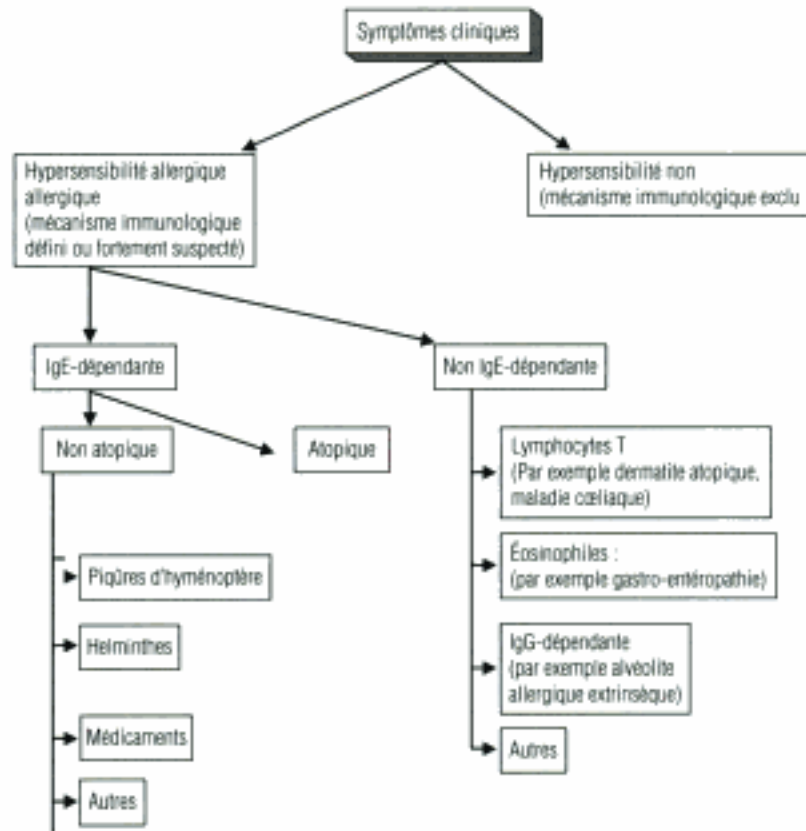 Symptômes cliniques
Hypersensibilité allergique
allergique
(mécanisme immunologique
défini ou fortement suspecté)
Hypersensibilité non
(mécanisme immunologique exclu
IgE-dépendante
Non IgE-dépendante
Non atopique
Atopique
Lymphocytes T
(Par exemple dermatite atopique,
maladie cœliaque)
Piqûres d'hyménoptère
Éosinophiles :
(par exemple gastro-entéropathie)
Helminthes
IgG-dépendante
(par exemple alvéolite
allergique extrinsèque)
Médicaments
Autres
Autres